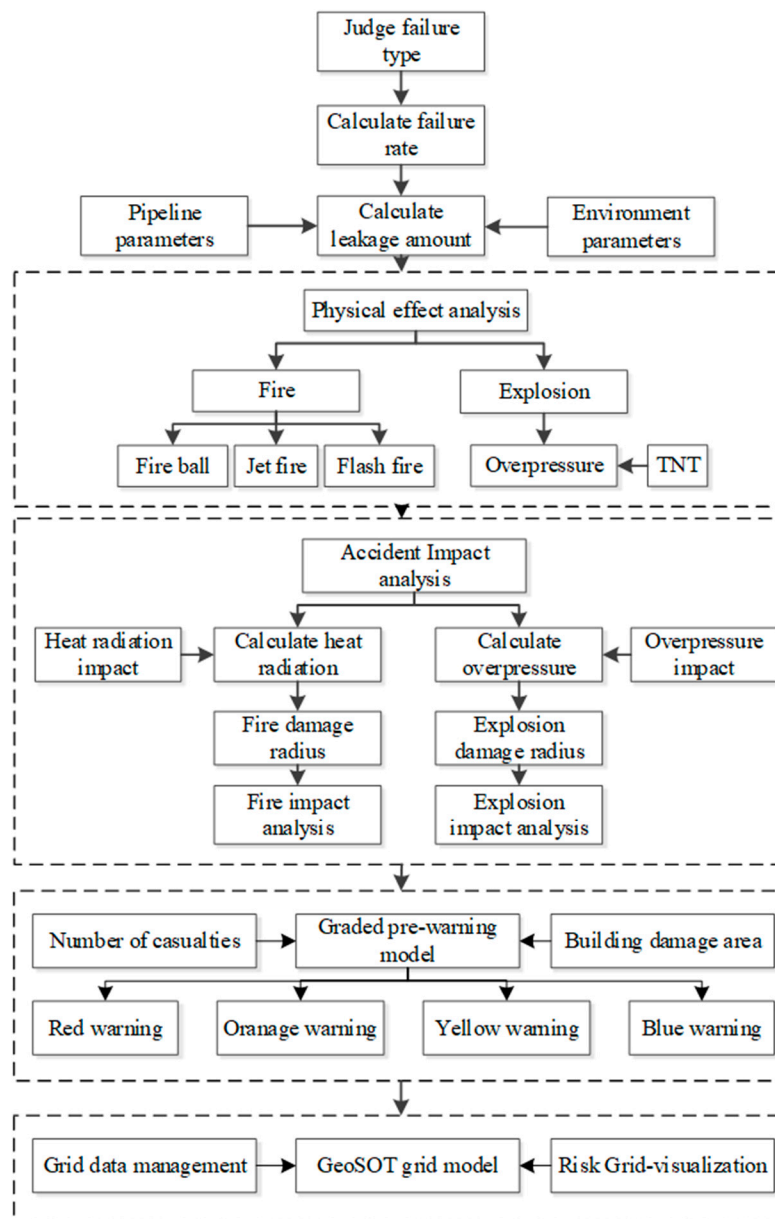 Judge failure
type
Calculate failure
rate
Pipeline
parameters
Calculate
leakage amount
Environment
parameters
Physical effect analysis
Fire
Explosion
Fire ball
Jet fire
Flash fire
Overpressure
TNT
Accident Impact
analysis
Heat radiation
impact
Calculate heat
radiation
Calculate
overpressure
Overpressure
impact
Fire damage
radius
Explosion
damage radius
Fire impact
analysis
Explosion
impact analysis
Number of casualties
Graded pre-warning
model
Building damage area
Red warning
Oranage warning
Yellow warning
Blue warning
Grid data management
GeoSOT grid model
Risk Grid-visualization